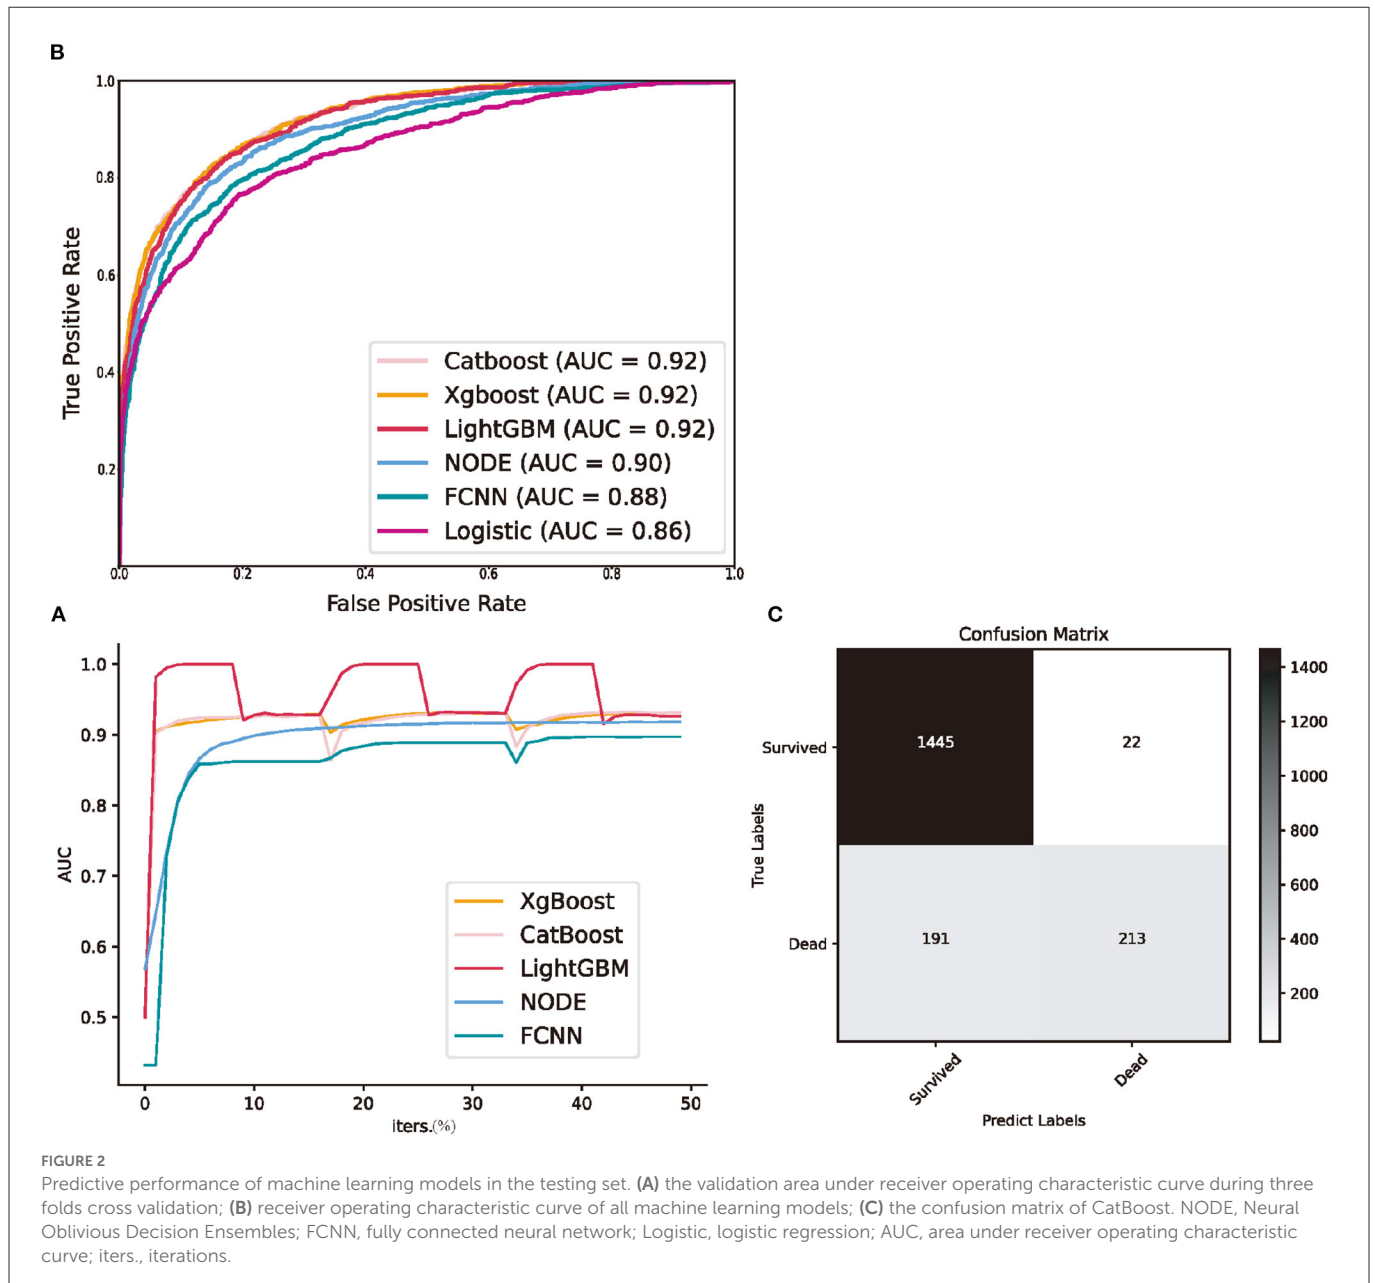 B
1.0
0.8
0.6
0.4
0.2
True Positive Rate
Catboost (AUC = 0.92)
Xgboost (AUC = 0.92)
LightGBM (AUC = 0.92)
NODE (AUC = 0.90)
FCNN (AUC = 0.88)
Logistic (AUC = 0.86)
0.0 0.2 0.4 0.6 0.8 1.0
False Positive Rate
A
1.0
0.9
0.8
0.7
0.6
0.5
AUC
XgBoost
CatBoost
LightGBM
NODE
FCNN
0 10 20 30 40 50
iters.(%)
C
Confusion Matrix
Survived 1445 22
Dead 191 213
True Labels
Survived Dead
Predict Labels
1400
1200
1000
800
600
400
200
FIGURE 2
Predictive performance of machine learning models in the testing set. (A) the validation area under receiver operating characteristic curve during three
folds cross validation; (B) receiver operating characteristic curve of all machine learning models; (C) the confusion matrix of CatBoost. NODE, Neural
Oblivious Decision Ensembles; FCNN, fully connected neural network; Logistic, logistic regression; AUC, area under receiver operating characteristic
curve; iters., iterations.